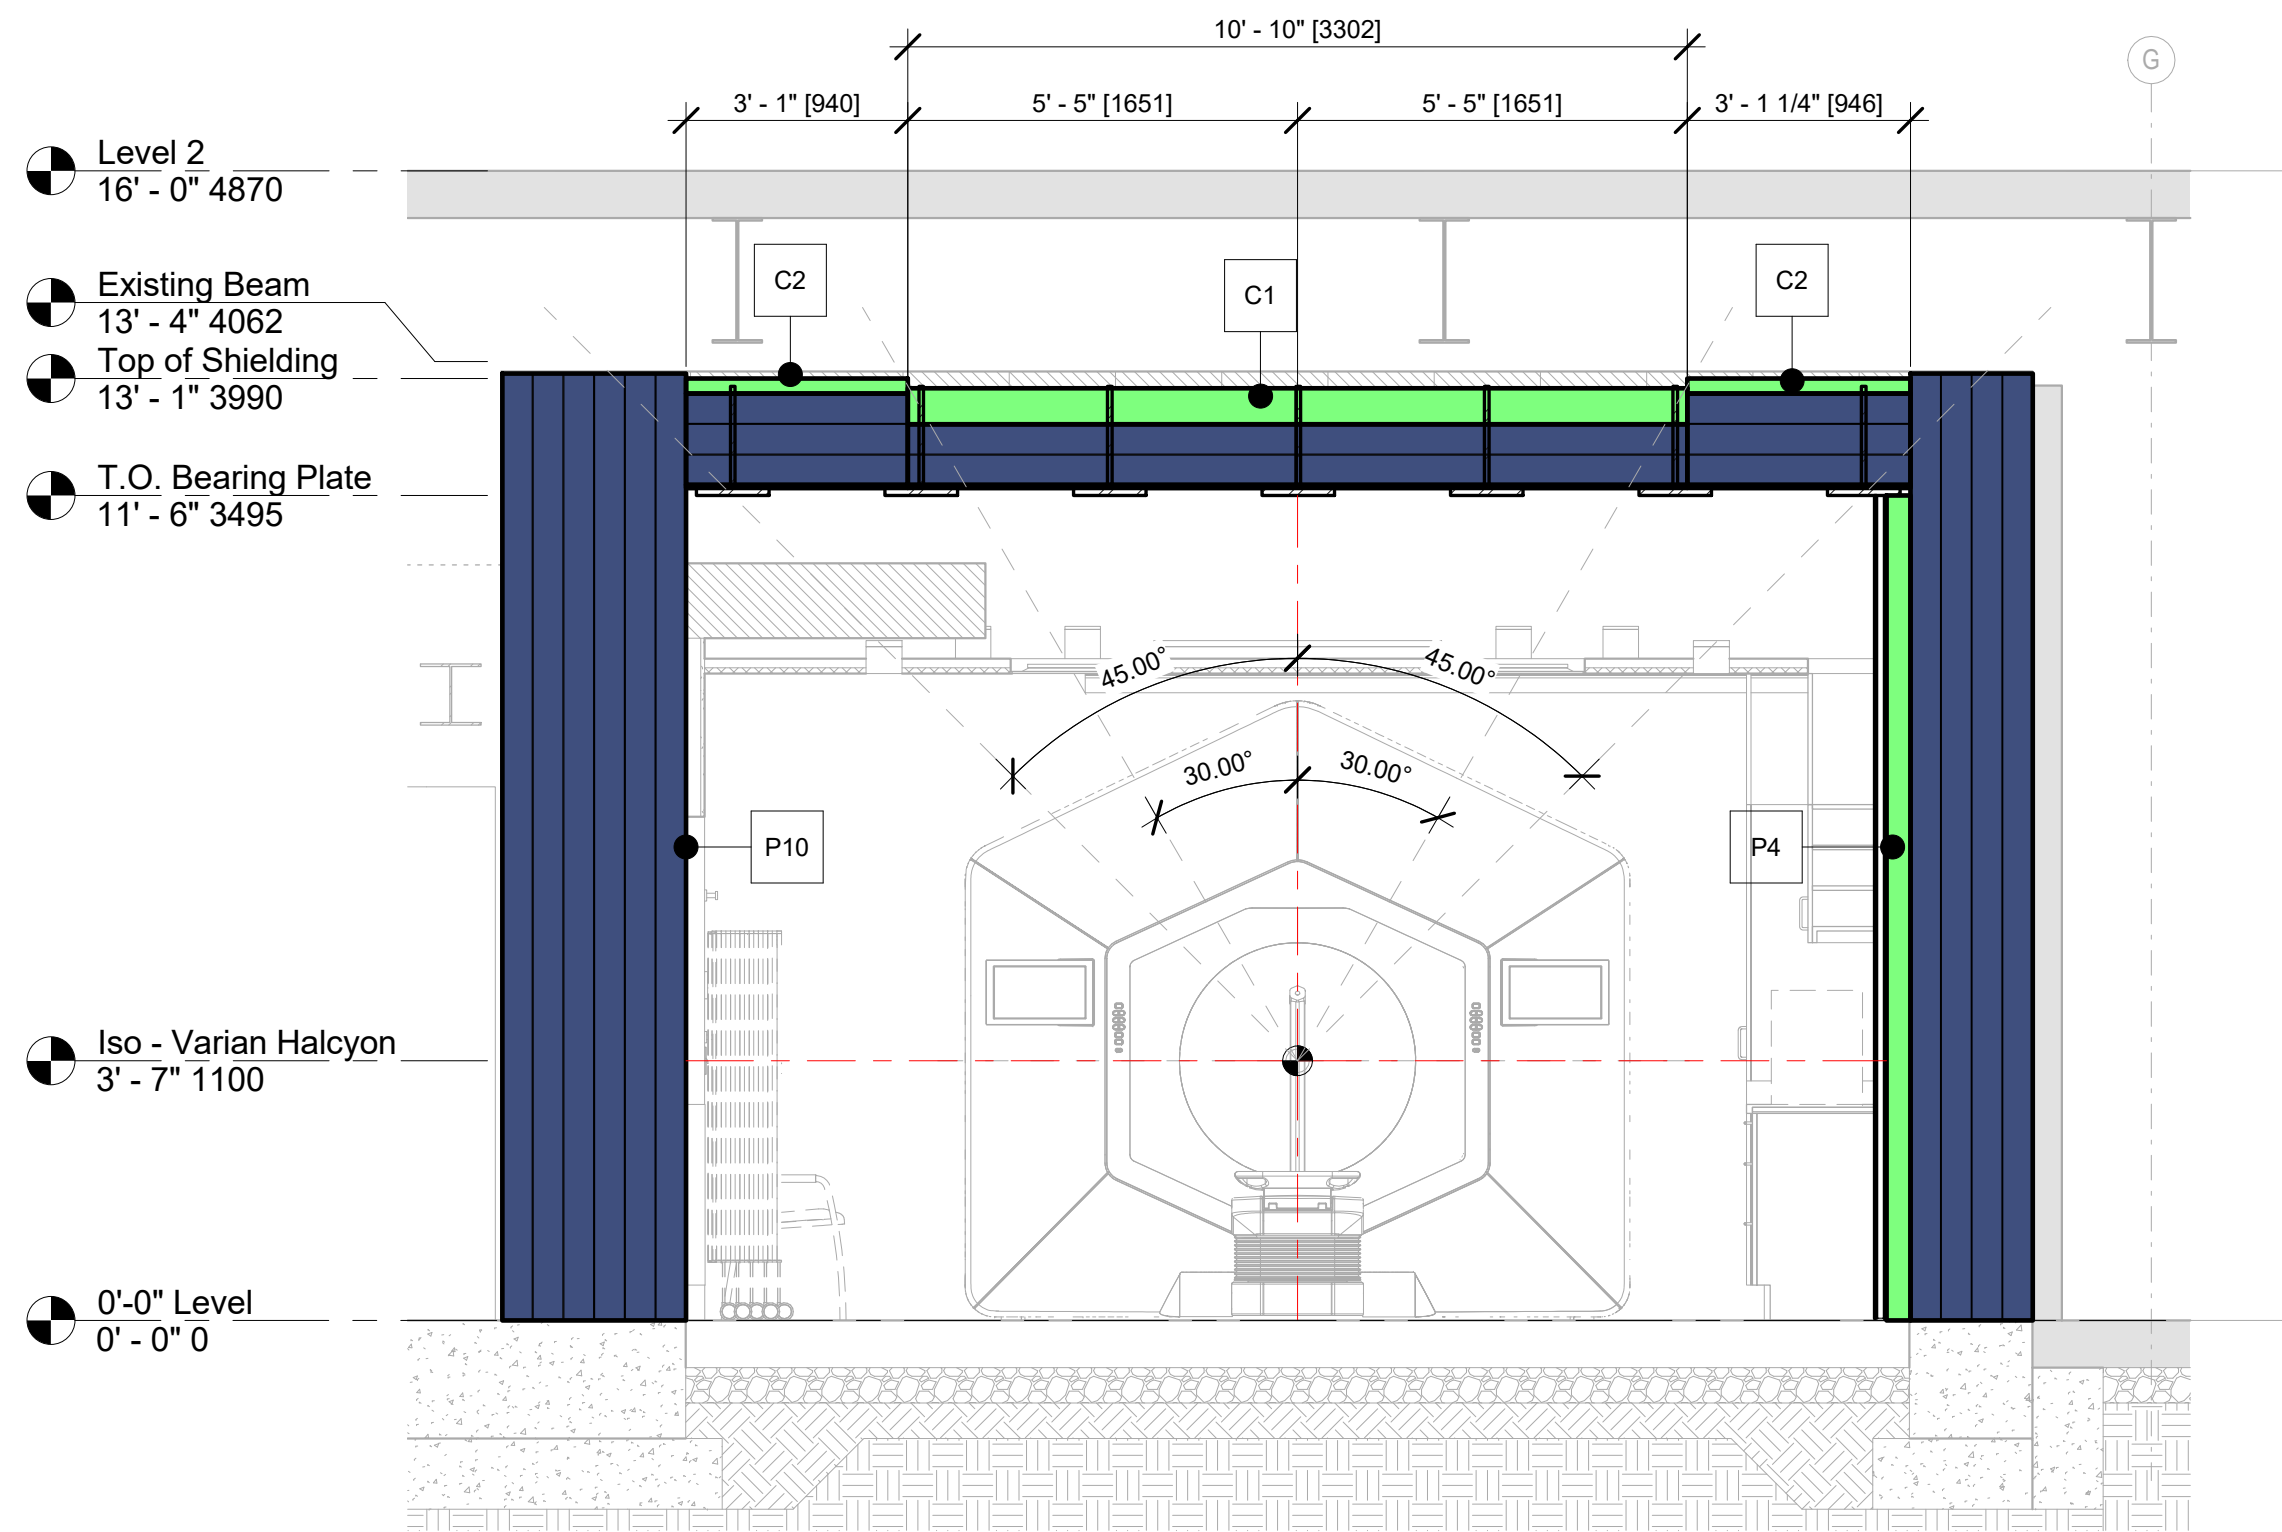 10' - 10" [3302]
G
3' - 1" [940]
5' - 5" [1651]
5' - 5" [1651]
3' - 1 1/4" [946]
Level 2
16' - 0" 4870
C2
C1
C2
Existing Beam
13' - 4" 4062
Top of Shielding
13' - 1" 3990
T.O. Bearing Plate
11' - 6" 3495
45.00°
45.00°
30.00°
30.00°
P10
P4
Iso - Varian Halcyon
3' - 7" 1100
0'-0" Level
0' - 0" 0